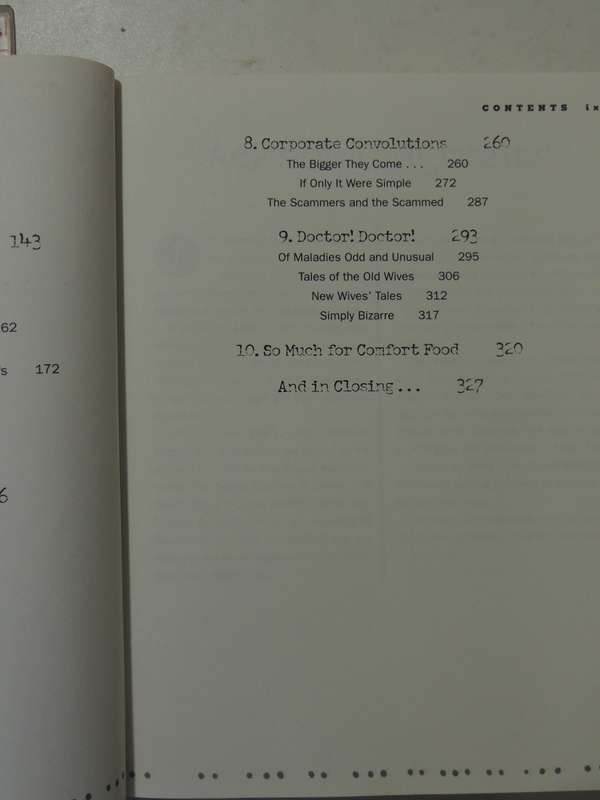 143
62
's 172
6
CONTENTS ix
8. Corporate Convolutions 260
The Bigger They Come . . . 260
If Only It Were Simple 272
The Scammers and the Scammed 287
9. Doctor! Doctor! 293
Of Maladies Odd and Unusual 295
Tales of the Old Wives 306
New Wives' Tales 312
Simply Bizarre 317
10. So Much for Comfort Food 320
And in Closing . . . 327